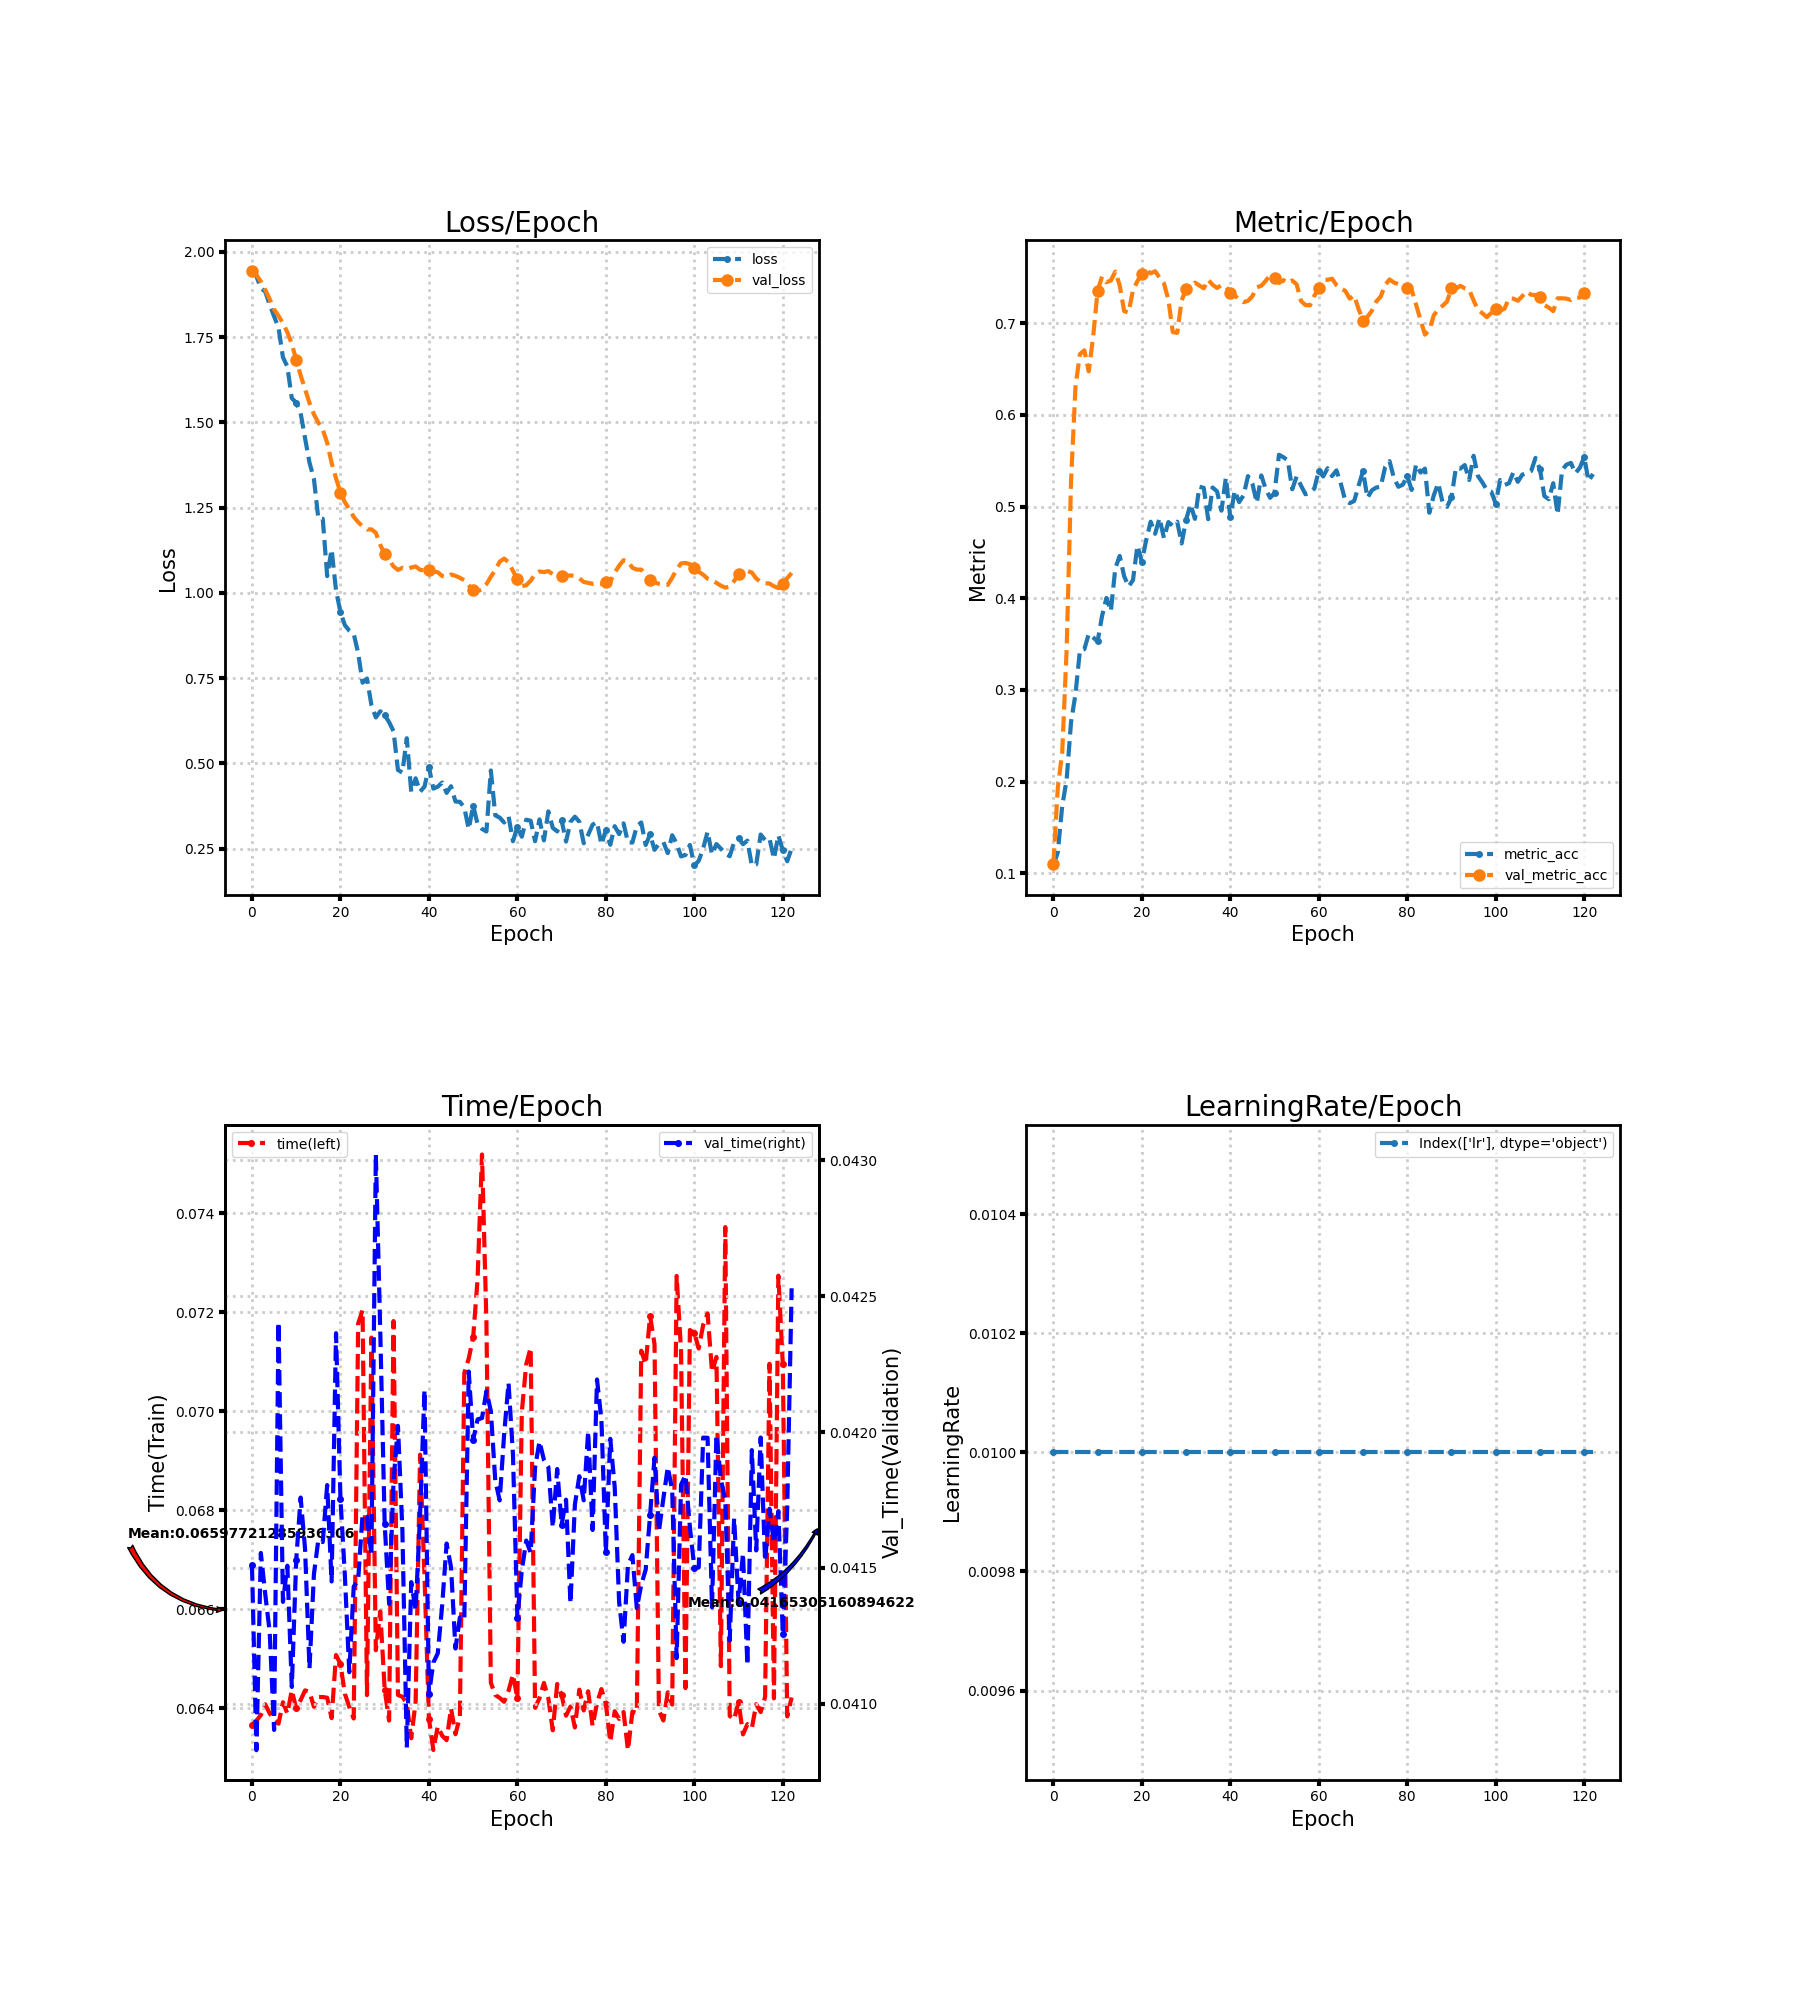 Loss/Epoch
2.00
1.75
1.50
1.25
1.00
0.75
0.50
0.25
Loss
loss
val_loss
0 20 40 60 80 100 120
Epoch
Metric/Epoch
0.7
0.6
0.5
0.4
0.3
0.2
0.1
Metric
metric_acc
val_metric_acc
0 20 40 60 80 100 120
Epoch
Time/Epoch
time(left)
val_time(right)
0.074
0.072
0.070
0.068
0.066
0.064
Time(Train)
0.0430
0.0425
0.0420
0.0415
0.0410
Val_Time(Validation)
Mean:0.04165305160894622
0 20 40 60 80 100 120
Epoch
LearningRate/Epoch
Index(['lr'], dtype='object')
0.0104
0.0102
0.0100
0.0098
0.0096
LearningRate
0 20 40 60 80 100 120
Epoch